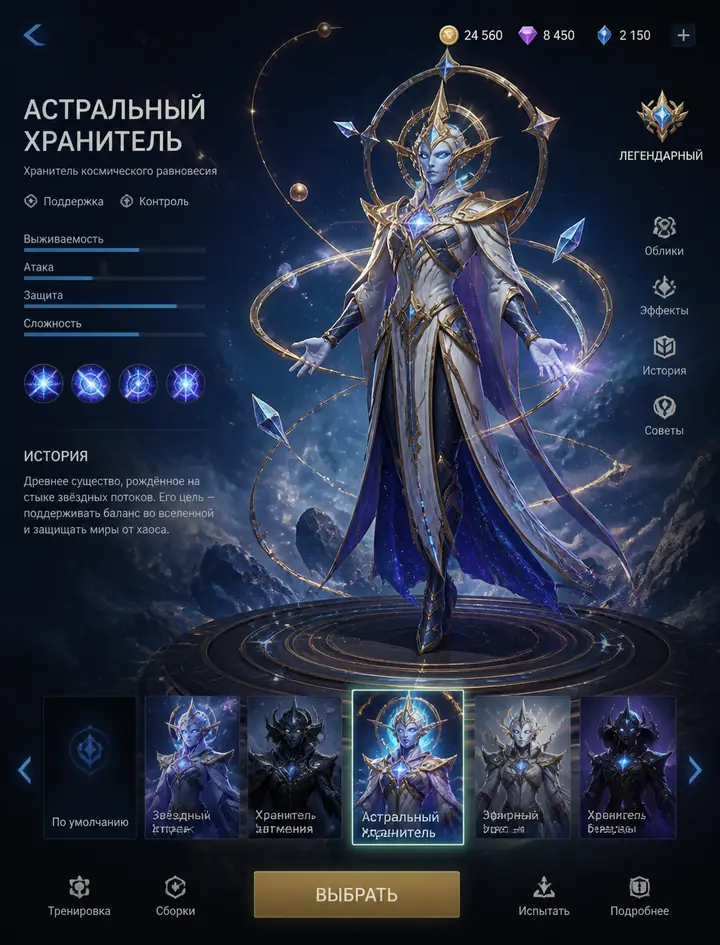 24 560
8 450
2 150
АСТРАЛЬНЫЙ
ХРАНИТЕЛЬ
Хранитель космического равновесия
Поддержка
Контроль
Выживаемость
Атака
Защита
Сложность
ИСТОРИЯ
Древнее существо, рождённое на
стыке звёздных потоков. Его цель —
поддерживать баланс во вселенной
и защищать миры от хаоса.
ЛЕГЕНДАРНЫЙ
Облики
Эффекты
История
Советы
По умолчанию
Звёздный
Хранитель
Затмения
Астральный
Хранитель
Эфирный
Хранитель
Тренировка
Сборки
ВЫБРАТЬ
Испытать
Подробнее